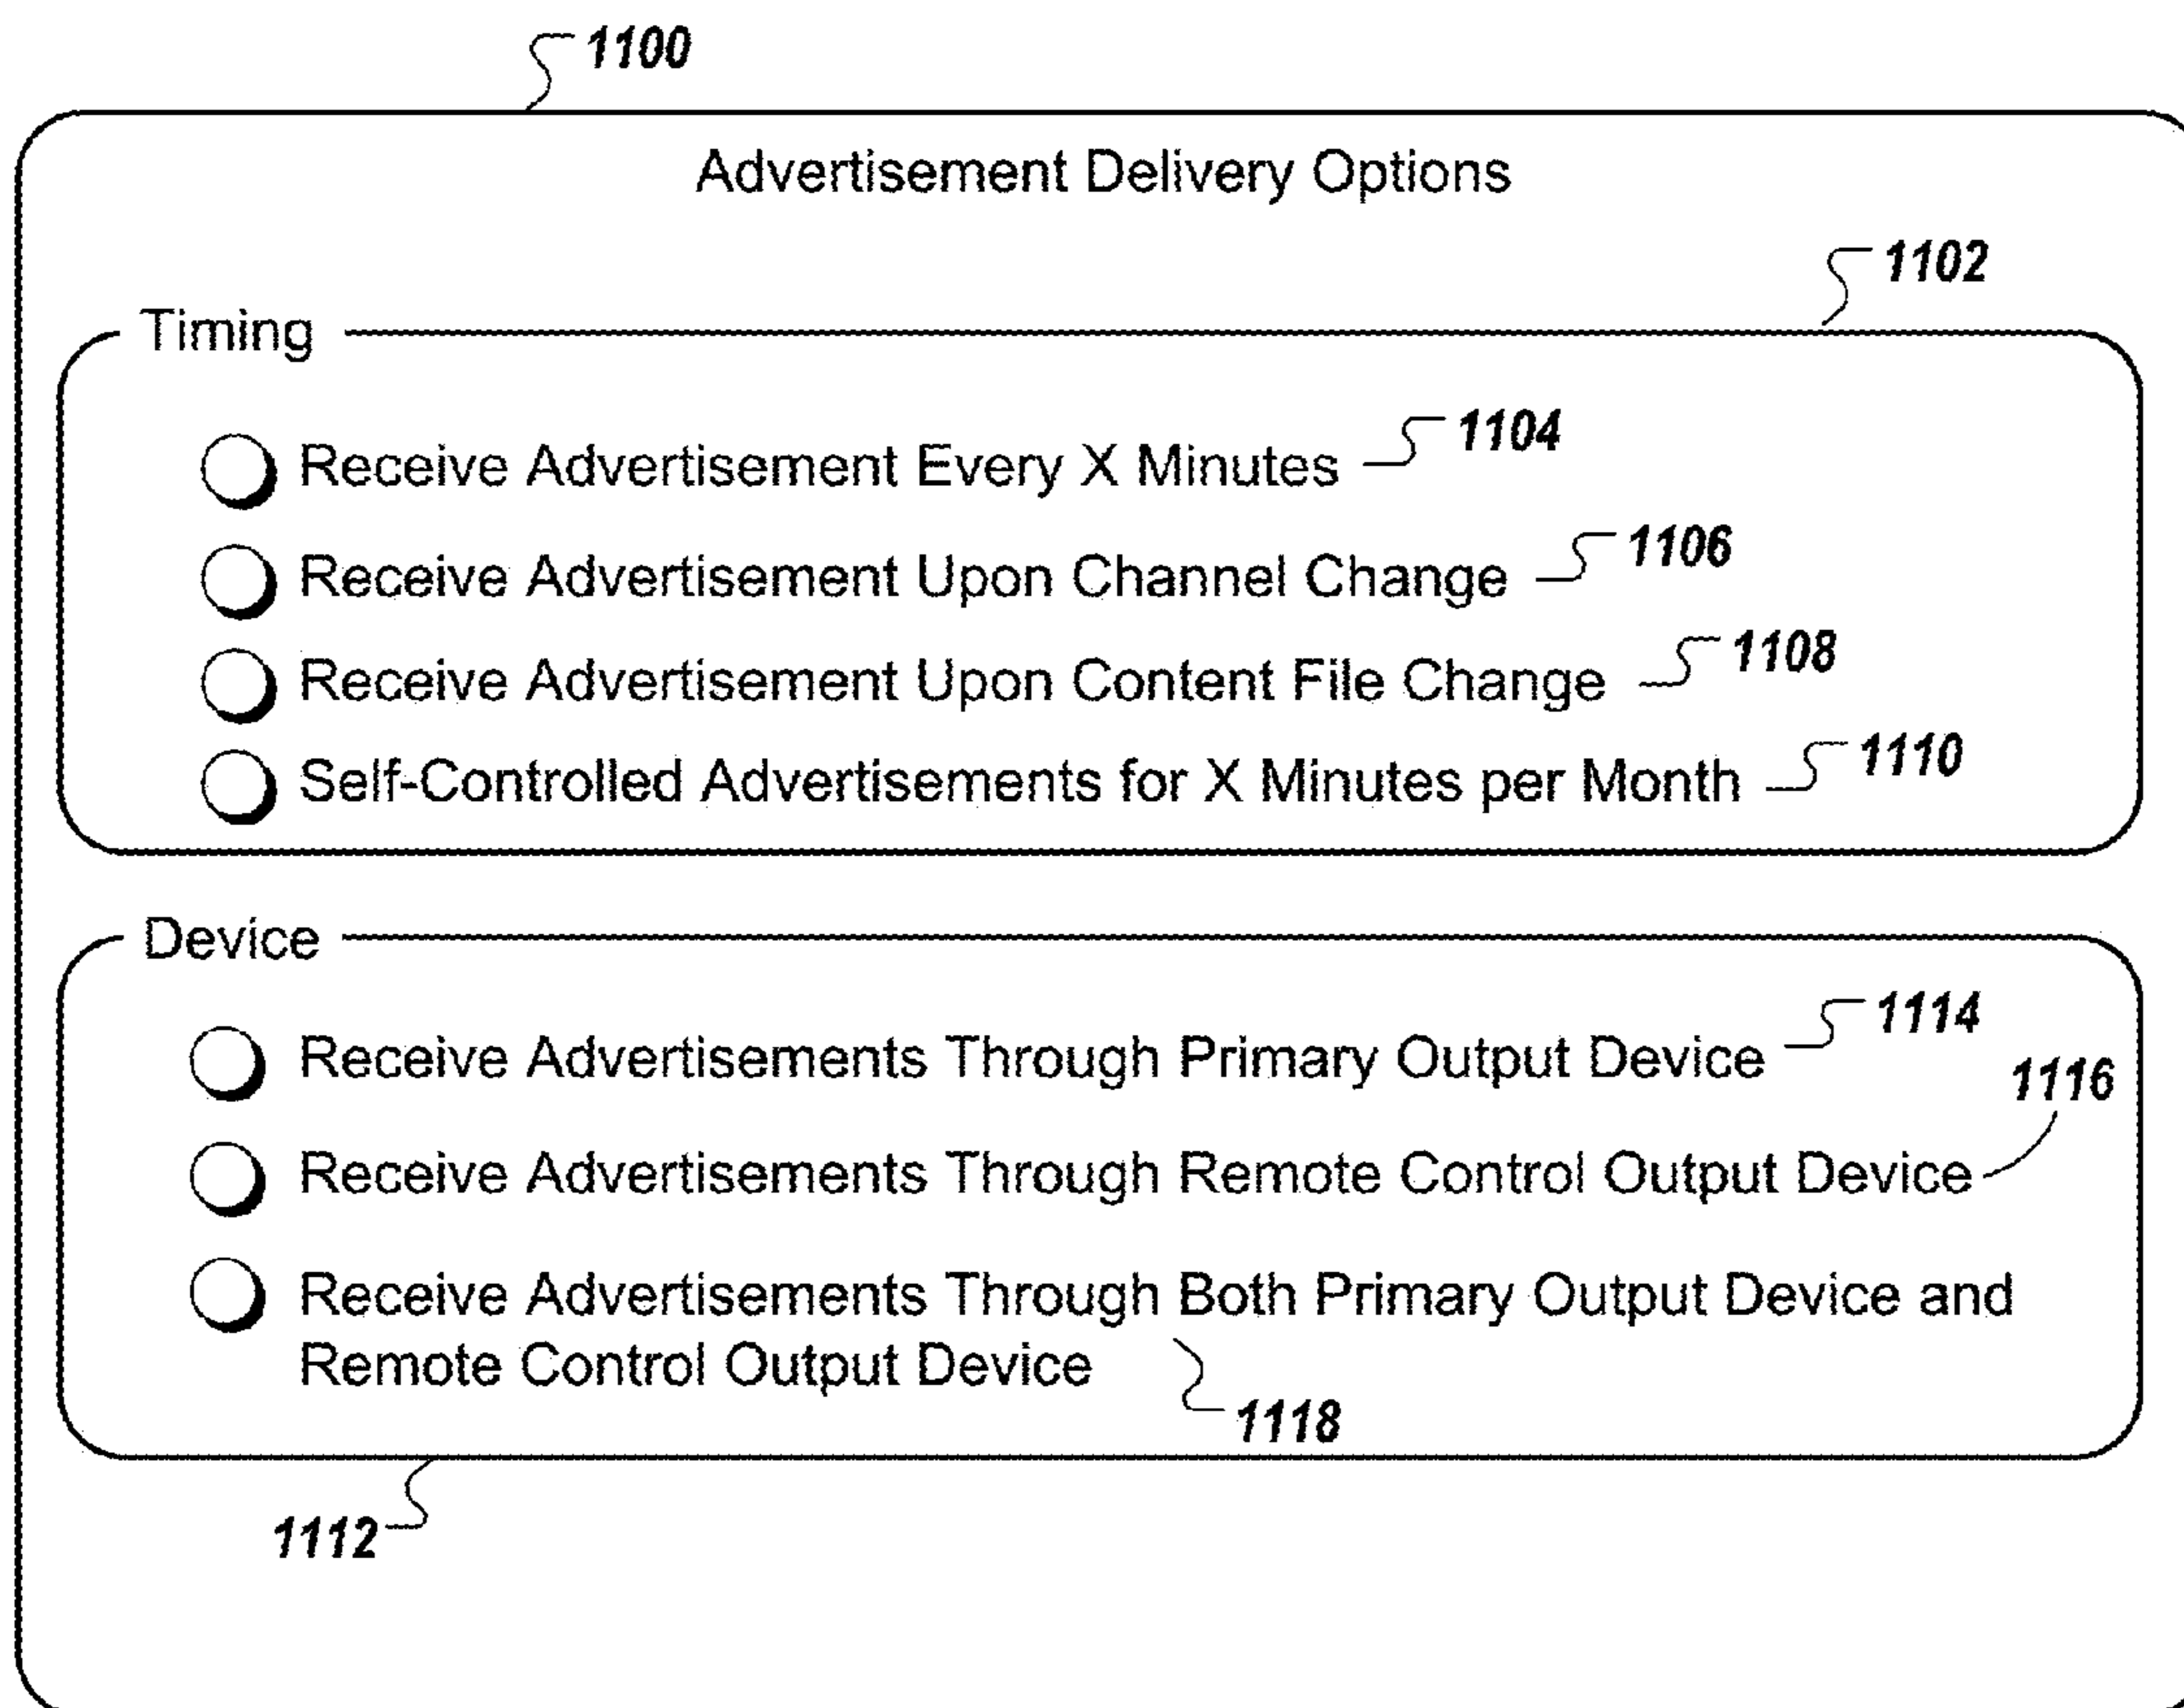 1100
Advertisement Delivery Options
1102
Timing
Receive Advertisement Every X Minutes 1104
Receive Advertisement Upon Channel Change 1106
Receive Advertisement Upon Content File Change 1108
Self-Controlled Advertisements for X Minutes per Month 1110
Device
Receive Advertisements Through Primary Output Device 1114
1116
Receive Advertisements Through Remote Control Output Device
Receive Advertisements Through Both Primary Output Device and
Remote Control Output Device
1118
1112